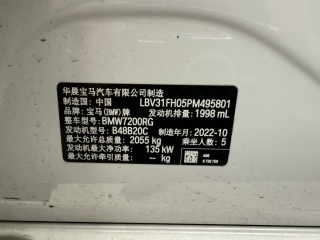 华晨宝马汽车有限公司制造
制造国：中国 LBV31FH05PM495801
品牌：宝马(BMW)牌 发动机排量：1998 mL
整车型号：BMW7200RG
发动机型号：B48B20C 制造年月：2022-10
最大允许总质量：2055 kg 乘坐人数：5
发动机最大净功率：135 kW
最大允许牵引质量：-- kg